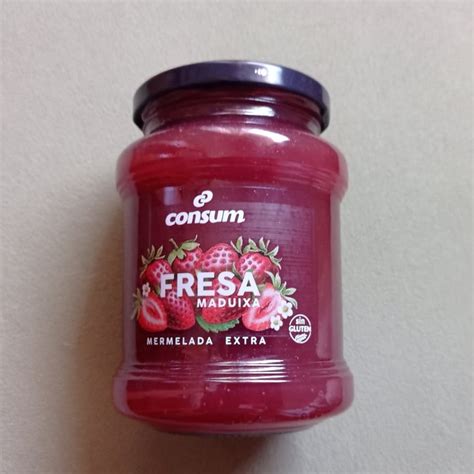 consum
FRESA
MADUIXA
sin
GLUTEN
MERMELADA EXTRA